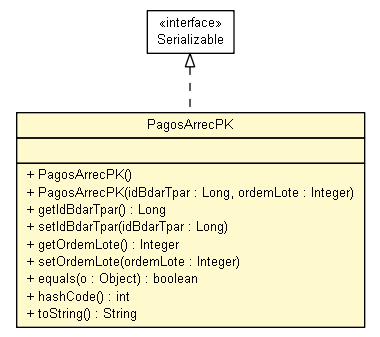 «interface»
Serializable
PagosArrecPK
+ PagosArrecPK()
+ PagosArrecPK(idBdarTpar : Long, ordemLote : Integer)
+ getIdBdarTpar() : Long
+ setIdBdarTpar(idBdarTpar : Long)
+ getOrdemLote() : Integer
+ setOrdemLote(ordemLote : Integer)
+ equals(o : Object) : boolean
+ hashCode() : int
+ toString() : String